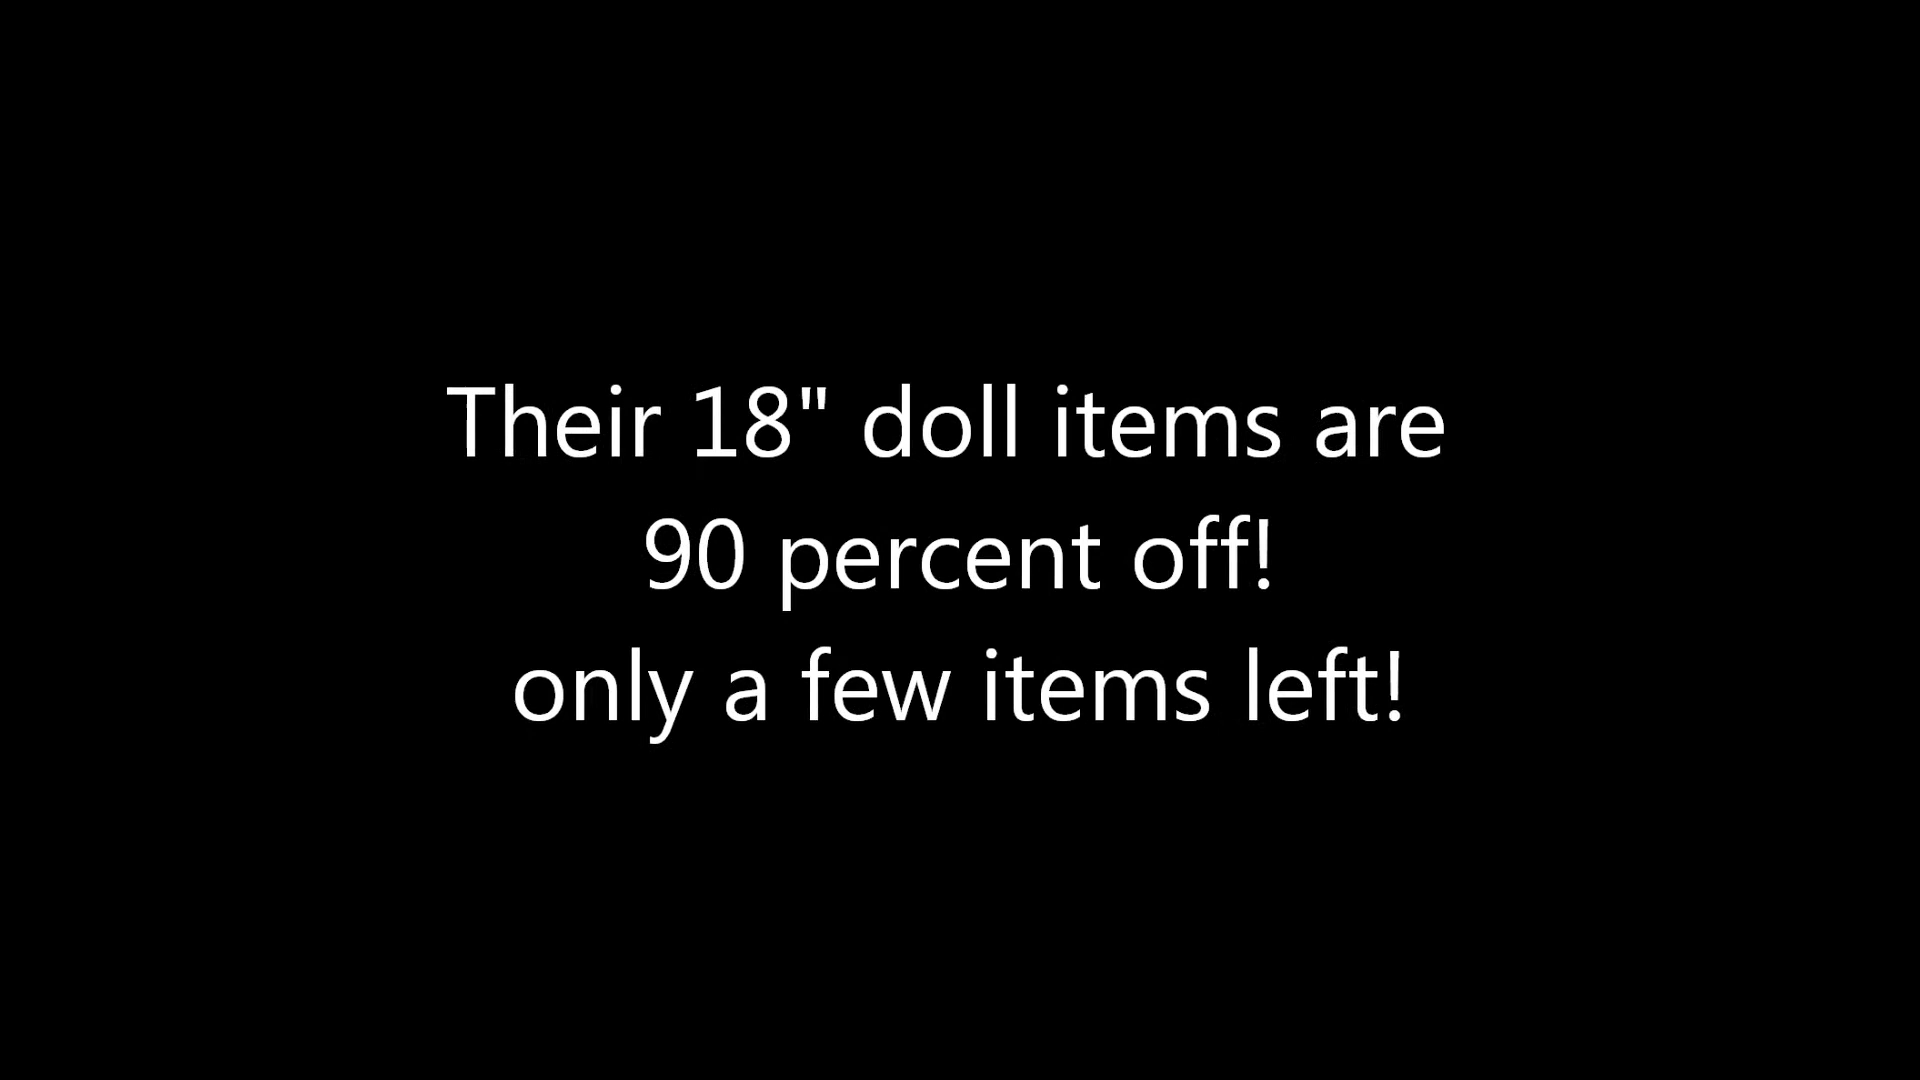 Their 18" doll items are
90 percent off!
only a few items left!